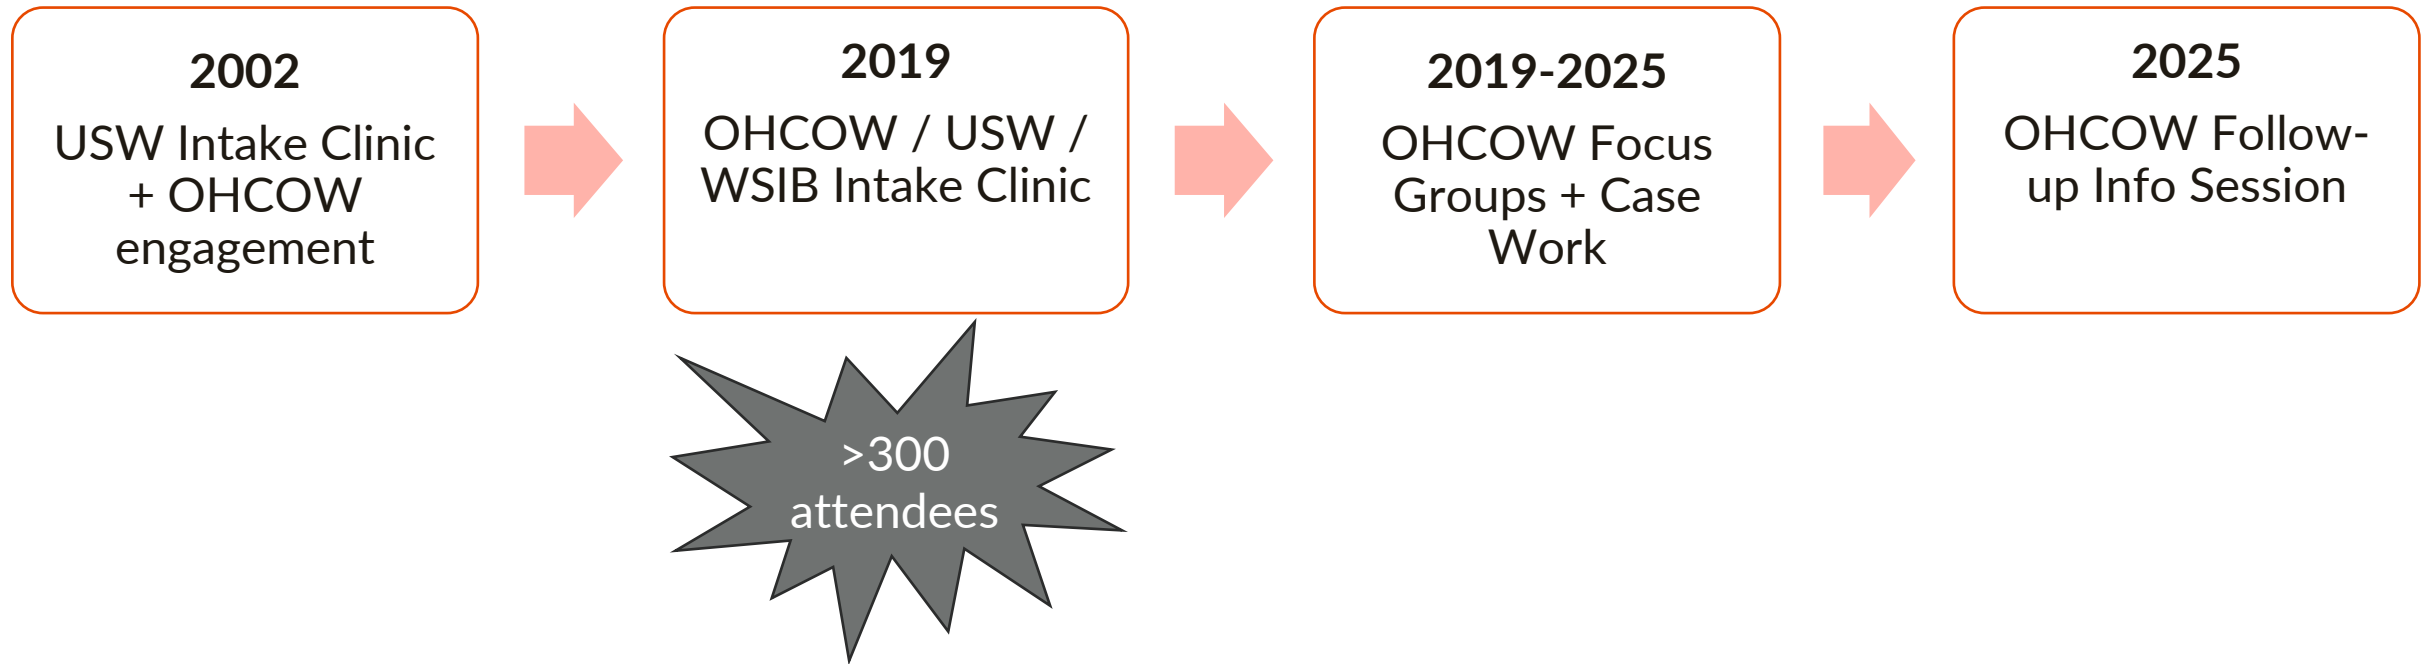 2002
USW Intake Clinic
+ OHCOW
engagement
2019
OHCOW / USW /
WSIB Intake Clinic
>300
attendees
2019-2025
OHCOW Focus
Groups + Case
Work
2025
OHCOW Follow-
up Info Session